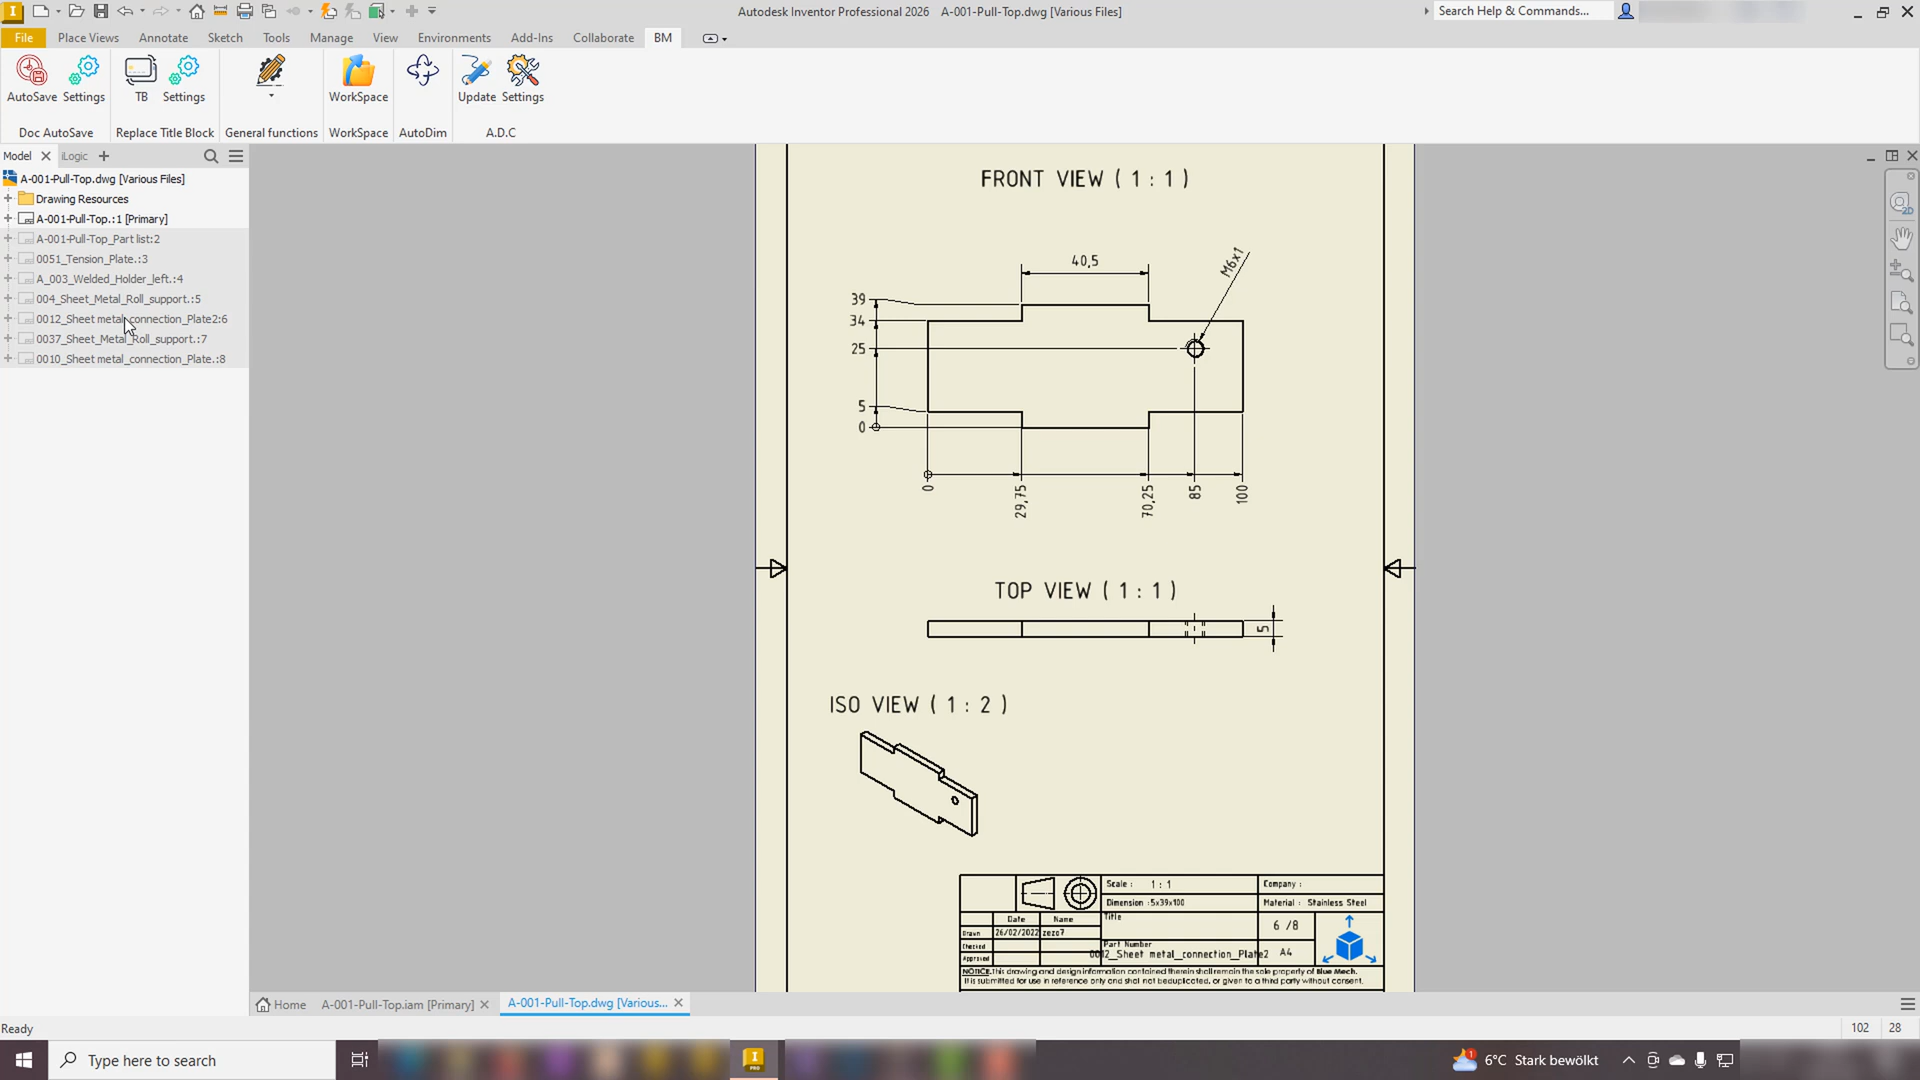 Autodesk Inventor Professional 2026 A-001-Pull-Top.dwg [Various Files]
Search Help & Commands...
File Place Views Annotate Sketch Tools Manage View Environments Add-Ins Collaborate BM
AutoSave Settings TB Settings WorkSpace Update Settings
Doc AutoSave Replace Title Block General functions WorkSpace AutoDim A.D.C
Model iLogic
A-001-Pull-Top.dwg [Various Files]
Drawing Resources
A-001-Pull-Top.:1 [Primary]
A-001-Pull-Top_Part list:2
0051_Tension_Plate.:3
A_003_Welded_Holder_left.:4
004_Sheet_Metal_Roll_support.:5
0012_Sheet metal_connection_Plate2:6
0037_Sheet_Metal_Roll_support.:7
0010_Sheet metal_connection_Plate.:8
2D
FRONT VIEW ( 1 : 1 )
40,5
M6x1
39
34
25
5
0
0
29,75
70,25
85
100
TOP VIEW ( 1 : 1 )
5
ISO VIEW ( 1 : 2 )
Scale : 1 : 1
Company :
Dimension :5x39x100
Material : Stainless Steel
Date Name
Title
6 /8
Drawn 26/02/2022 zezo7
Checked
Part Number
0012_Sheet metal_connection_Plate2
A4
Approved
NOTICE:This drawing and design information contained therein shall remain the sole property of Blue Mech.
It is submitted for use in reference only and shall not be duplicated, or given to a third party without consent.
Home A-001-Pull-Top.iam [Primary] A-001-Pull-Top.dwg [Various...
Ready
102 28
Type here to search
PRO
1
6°C Stark bewölkt